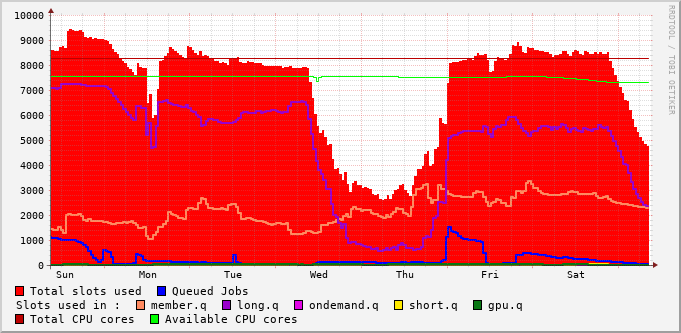 10000
9000
8000
7000
6000
5000
4000
3000
2000
1000
0
Sun Mon Tue Wed Thu Fri Sat
RRDTOOL / TOBI OETIKER
Total slots used Queued Jobs
Slots used in : member.q long.q ondemand.q short.q gpu.q
Total CPU cores Available CPU cores